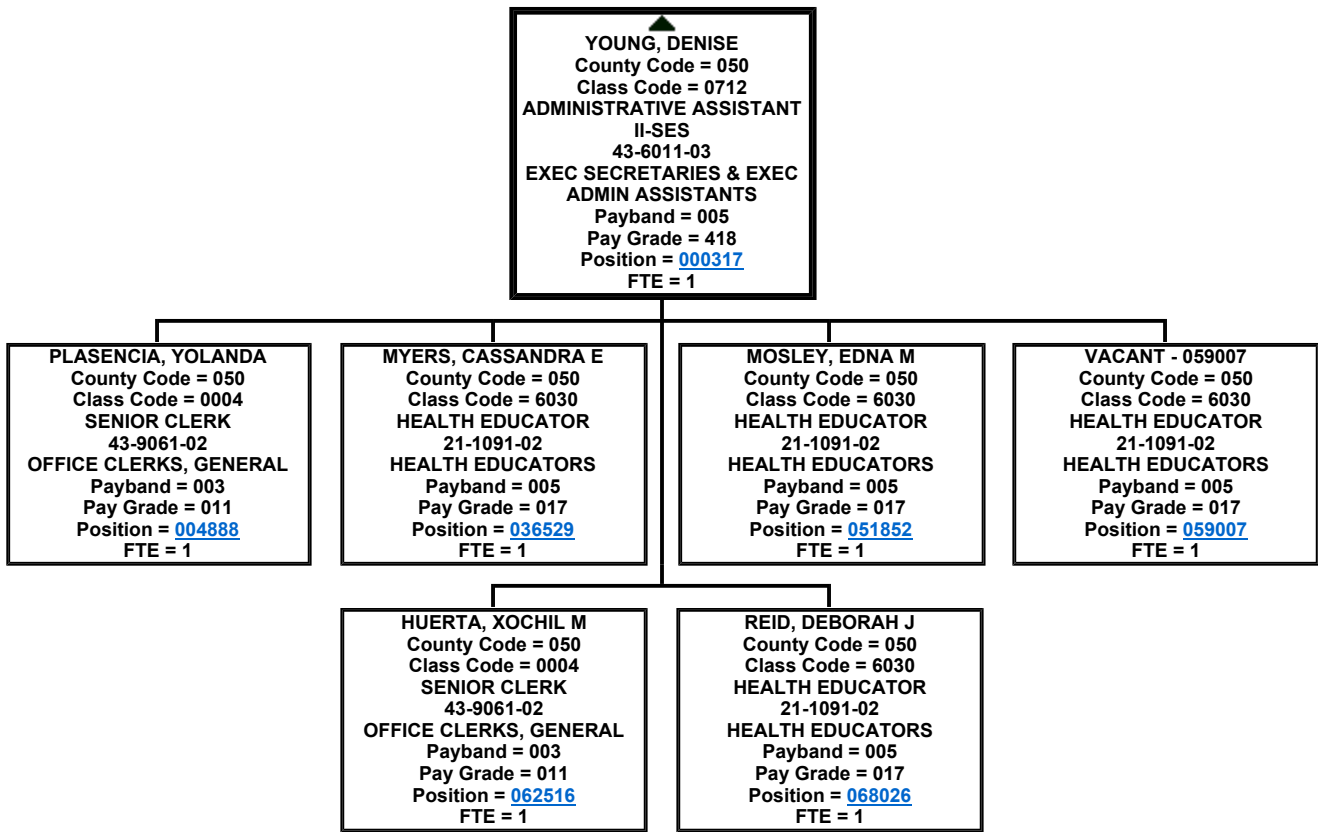 YOUNG, DENISE
County Code = 050
Class Code = 0712
ADMINISTRATIVE ASSISTANT
II-SES
43-6011-03
EXEC SECRETARIES & EXEC
ADMIN ASSISTANTS
Payband = 005
Pay Grade = 418
Position = 000317
FTE = 1
PLASENCIA, YOLANDA
County Code = 050
Class Code = 0004
SENIOR CLERK
43-9061-02
OFFICE CLERKS, GENERAL
Payband = 003
Pay Grade = 011
Position = 004888
FTE = 1
MYERS, CASSANDRA E
County Code = 050
Class Code = 6030
HEALTH EDUCATOR
21-1091-02
HEALTH EDUCATORS
Payband = 005
Pay Grade = 017
Position = 036529
FTE = 1
MOSLEY, EDNA M
County Code = 050
Class Code = 6030
HEALTH EDUCATOR
21-1091-02
HEALTH EDUCATORS
Payband = 005
Pay Grade = 017
Position = 051852
FTE = 1
VACANT - 059007
County Code = 050
Class Code = 6030
HEALTH EDUCATOR
21-1091-02
HEALTH EDUCATORS
Payband = 005
Pay Grade = 017
Position = 059007
FTE = 1
HUERTA, XOCHIL M
County Code = 050
Class Code = 0004
SENIOR CLERK
43-9061-02
OFFICE CLERKS, GENERAL
Payband = 003
Pay Grade = 011
Position = 062516
FTE = 1
REID, DEBORAH J
County Code = 050
Class Code = 6030
HEALTH EDUCATOR
21-1091-02
HEALTH EDUCATORS
Payband = 005
Pay Grade = 017
Position = 068026
FTE = 1